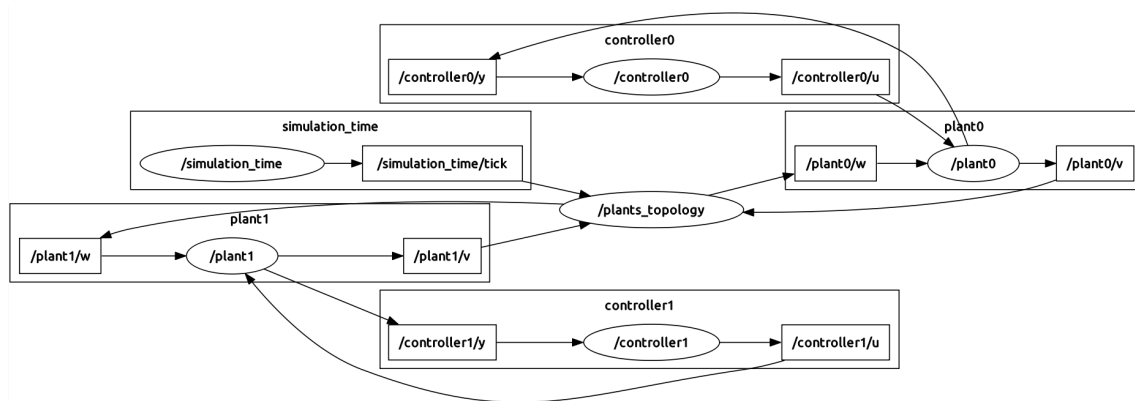 controller0
/controller0/y
/controller0
/controller0/u
simulation_time
/simulation_time
/simulation_time/tick
plant0
/plant0/w
/plant0
/plant0/v
/plants_topology
plant1
/plant1/w
/plant1
/plant1/v
controller1
/controller1/y
/controller1
/controller1/u